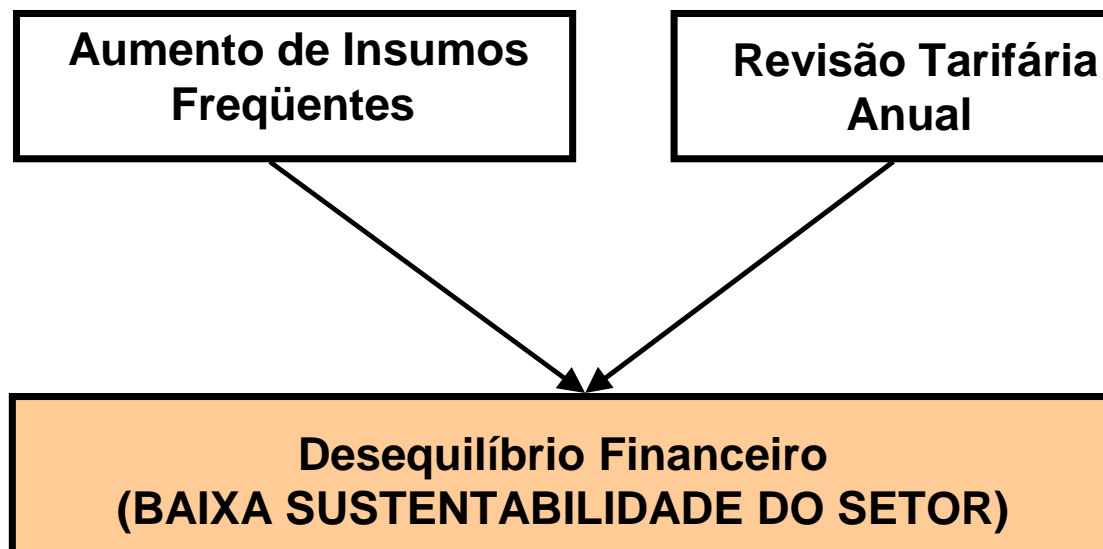 Aumento de Insumos
Freqüentes
Revisão Tarifária
Anual
Desequilíbrio Financeiro
(BAIXA SUSTENTABILIDADE DO SETOR)